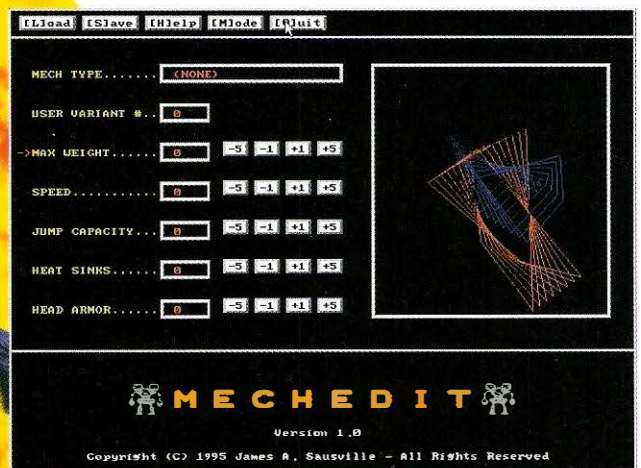 [L]oad [S]ave [H]elp [M]ode [Q]uit
MECH TYPE....... (NONE)
USER VARIANT #.. 0
->MAX WEIGHT...... 0 -5 -1 +1 +5
SPEED........... 0 -5 -1 +1 +5
JUMP CAPACITY... 0 -5 -1 +1 +5
HEAT SINKS...... 0 -5 -1 +1 +5
HEAD ARMOR...... 0 -5 -1 +1 +5
MECHEDIT
Version 1.0
Copyright (C) 1995 James A. Sausville - All Rights Reserved